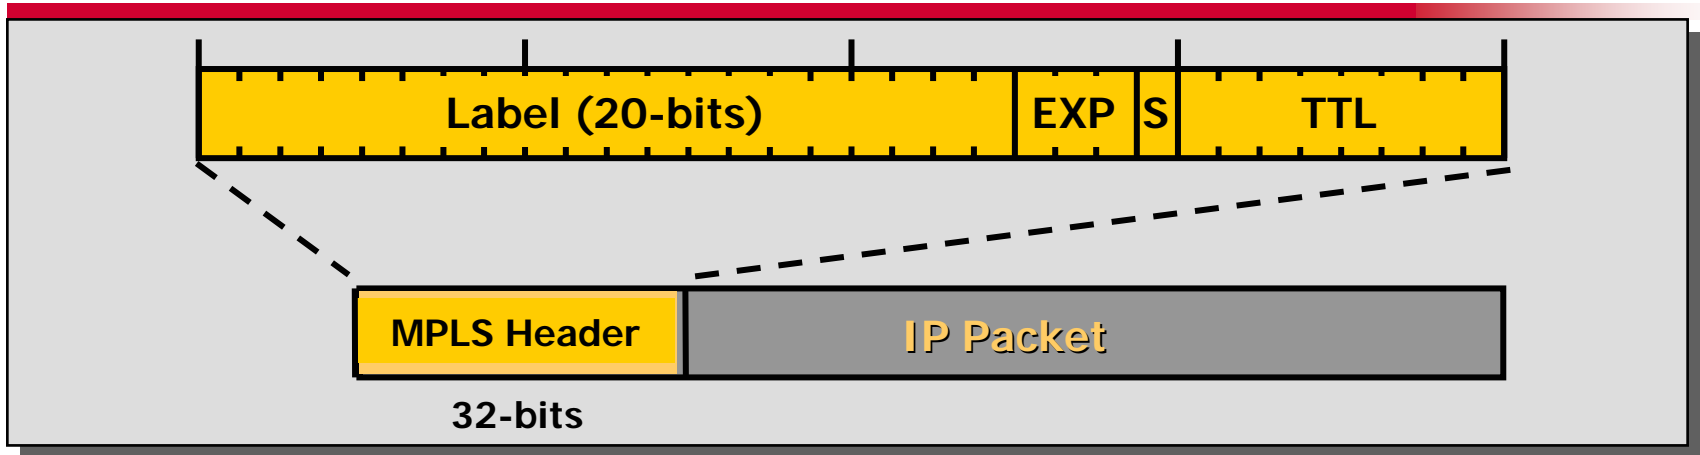 Label (20-bits) EXP S TTL
MPLS Header IP Packet
32-bits